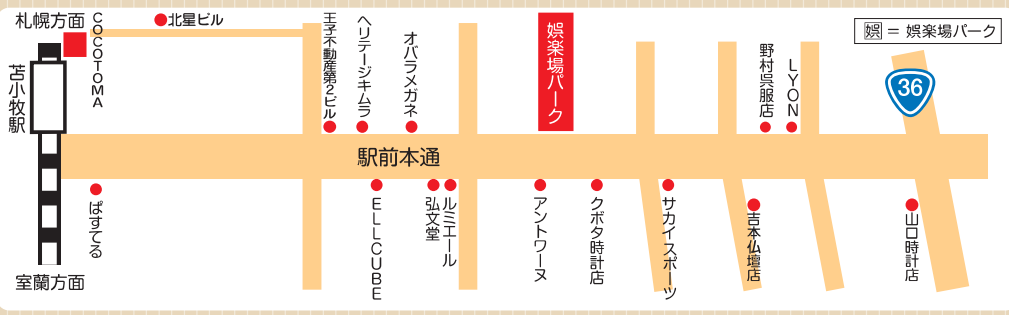 札幌方面
COCOTOMA
北星ビル
苫小牧駅
室蘭方面
王子不動産第2ビル
ヘリテージキムラ
オバラメガネ
娯楽場パーク
野村呉服店
LYON
娯 = 娯楽場パーク
36
駅前本通
ぱすてる
ELLCUBE
弘文堂
ルミエール
アントワーヌ
クボタ時計店
サカイスポーツ
吉本仏壇店
山口時計店